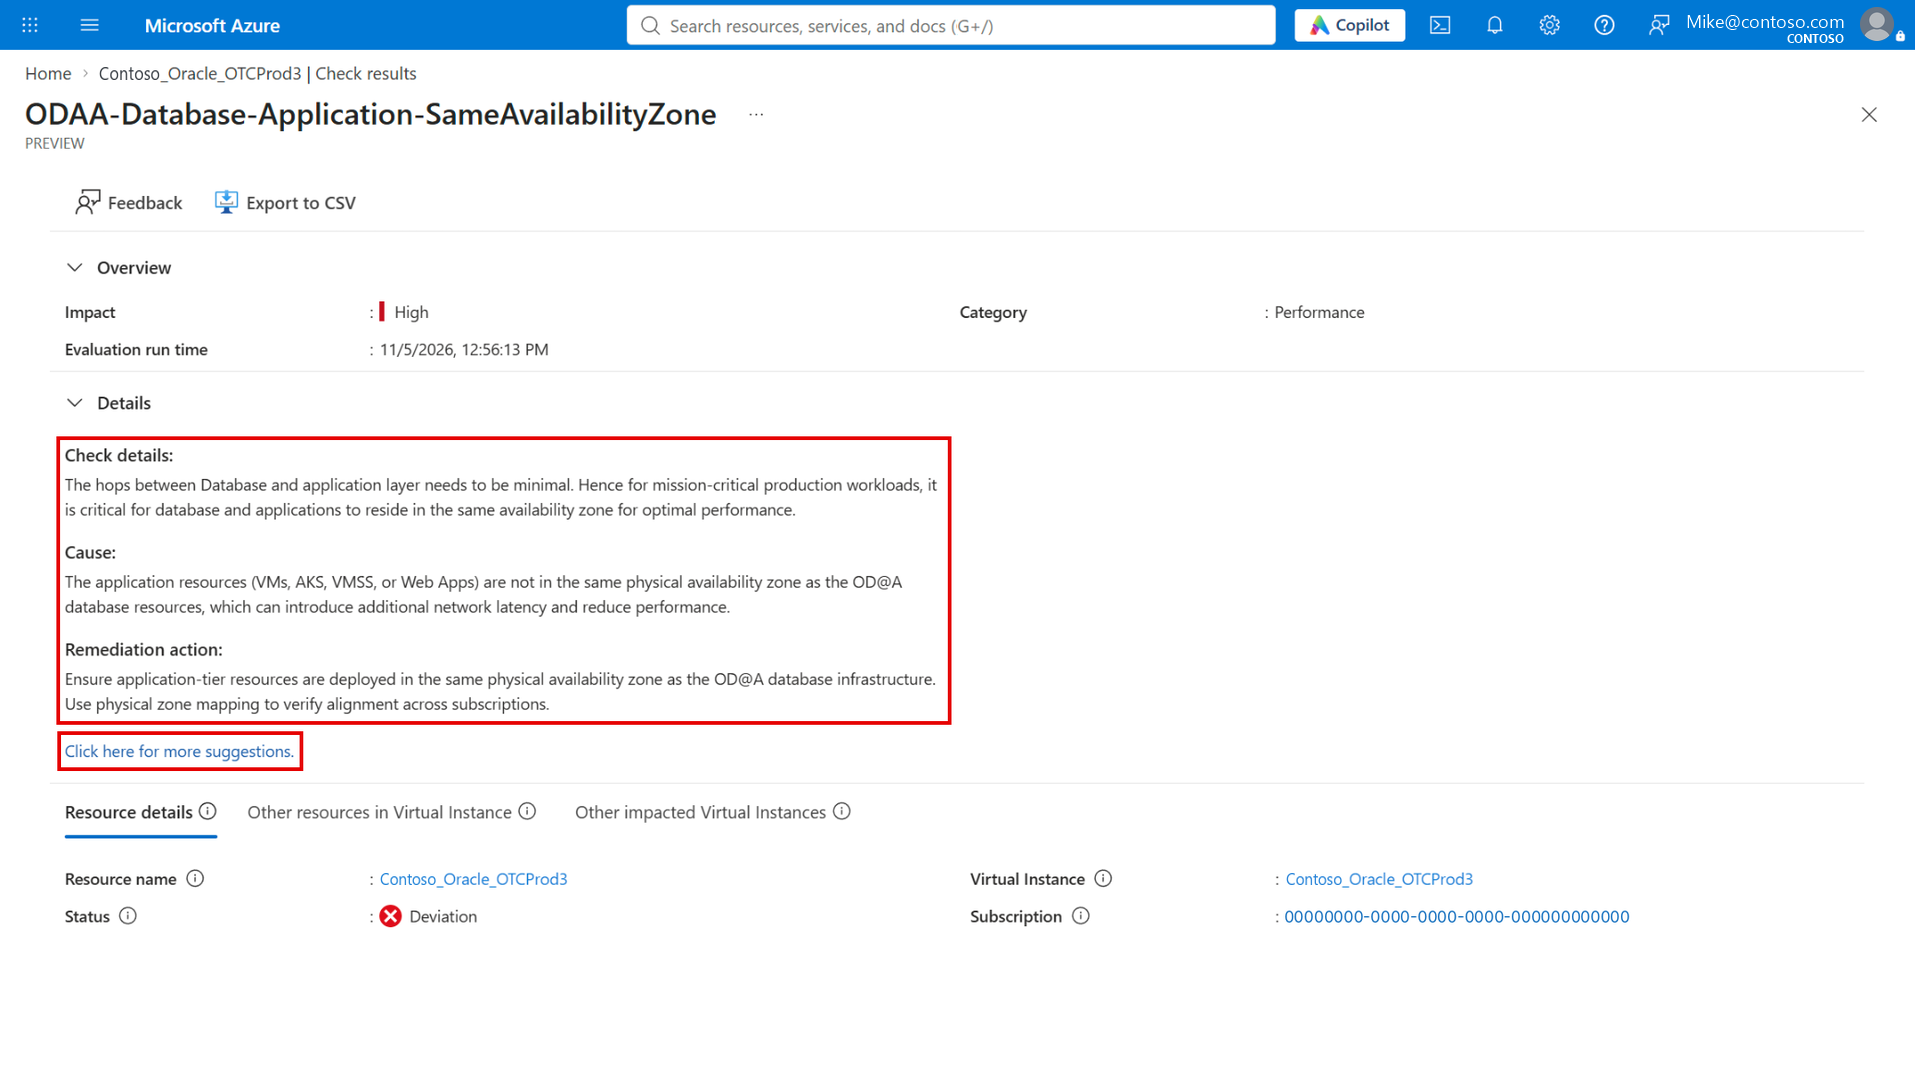 Microsoft Azure
Search resources, services, and docs (G+/)
Copilot
Mike@contoso.com
CONTOSO
Home > Contoso_Oracle_OTCProd3 | Check results
ODAA-Database-Application-SameAvailabilityZone ...
PREVIEW
Feedback
Export to CSV
Overview
Impact : High
Category : Performance
Evaluation run time : 11/5/2026, 12:56:13 PM
Details
Check details:
The hops between Database and application layer needs to be minimal. Hence for mission-critical production workloads, it
is critical for database and applications to reside in the same availability zone for optimal performance.
Cause:
The application resources (VMs, AKS, VMSS, or Web Apps) are not in the same physical availability zone as the OD@A
database resources, which can introduce additional network latency and reduce performance.
Remediation action:
Ensure application-tier resources are deployed in the same physical availability zone as the OD@A database infrastructure.
Use physical zone mapping to verify alignment across subscriptions.
Click here for more suggestions.
Resource details
Other resources in Virtual Instance
Other impacted Virtual Instances
Resource name : Contoso_Oracle_OTCProd3
Virtual Instance : Contoso_Oracle_OTCProd3
Status : Deviation
Subscription : 00000000-0000-0000-0000-000000000000